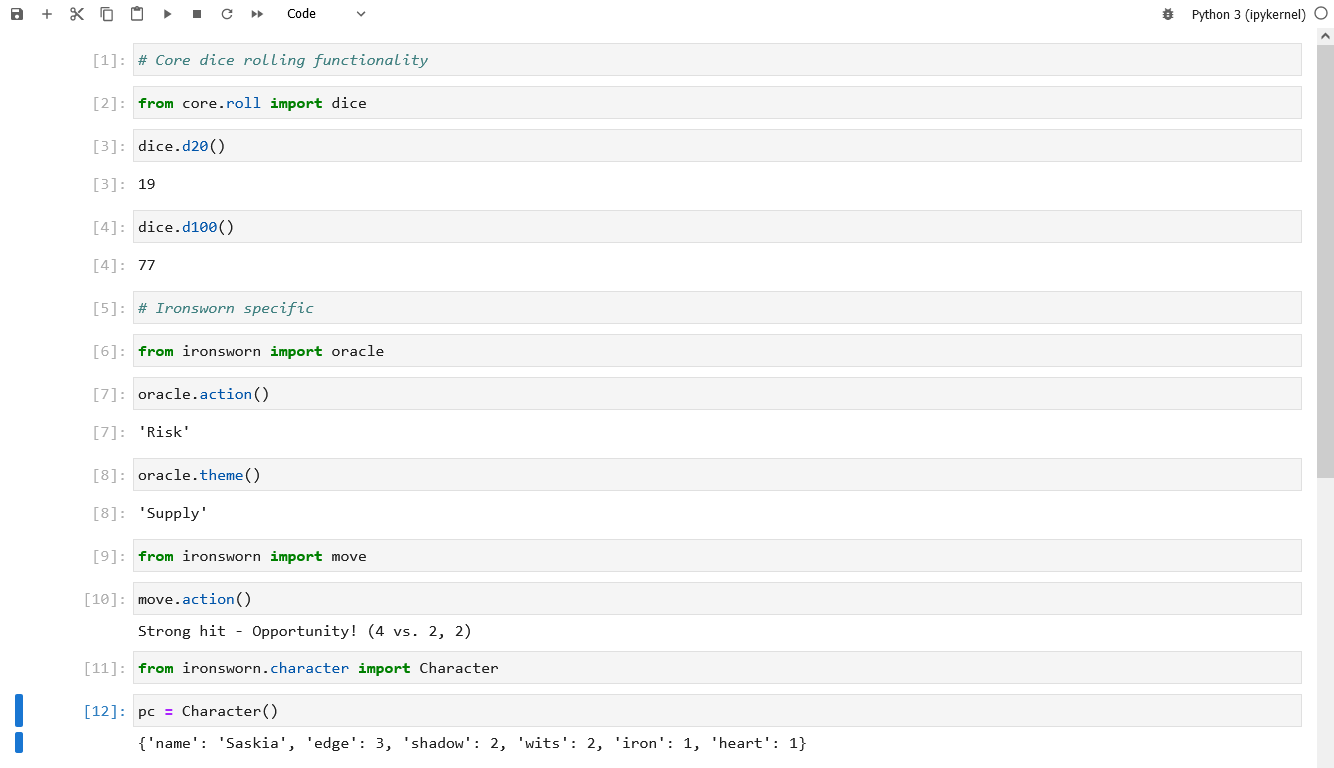 Code
Python 3 (ipykernel)
[1]: # Core dice rolling functionality
[2]: from core.roll import dice
[3]: dice.d20()
[3]: 19
[4]: dice.d100()
[4]: 77
[5]: # Ironsworn specific
[6]: from ironsworn import oracle
[7]: oracle.action()
[7]: 'Risk'
[8]: oracle.theme()
[8]: 'Supply'
[9]: from ironsworn import move
[10]: move.action()
Strong hit - Opportunity! (4 vs. 2, 2)
[11]: from ironsworn.character import Character
[12]: pc = Character()
{'name': 'Saskia', 'edge': 3, 'shadow': 2, 'wits': 2, 'iron': 1, 'heart': 1}